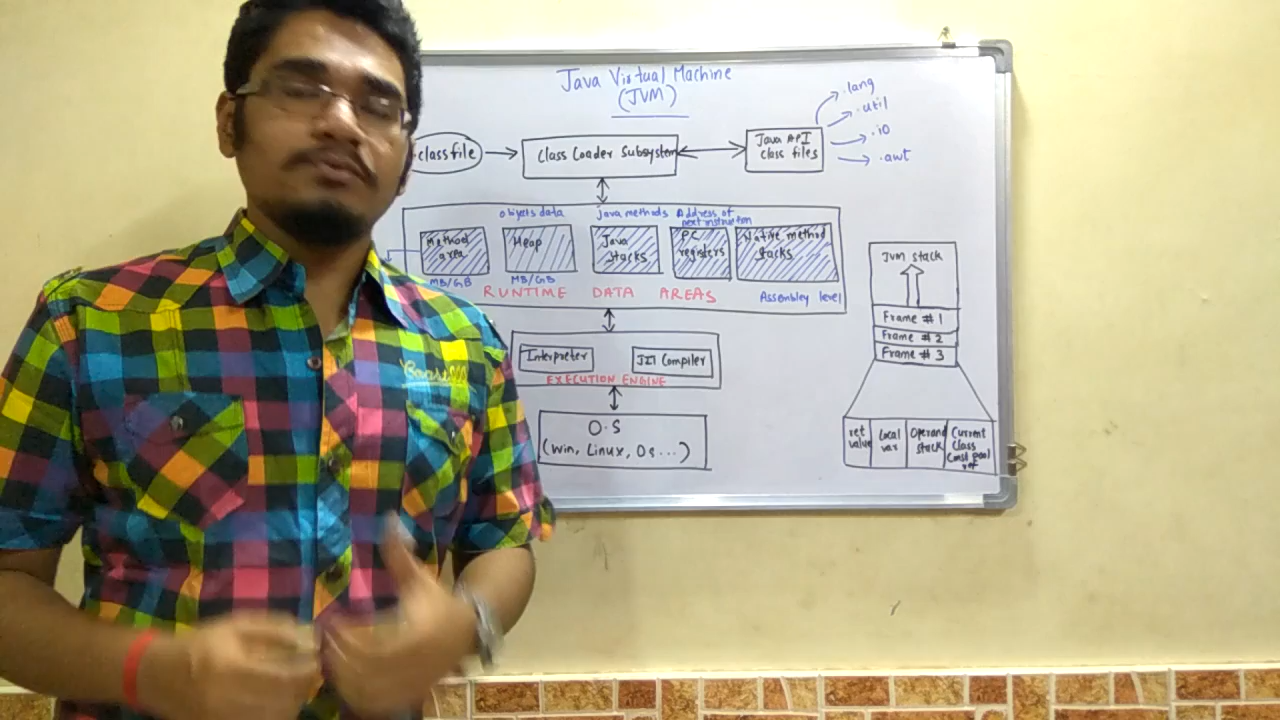 Java Virtual Machine
(JVM)
.classfile
Class Loader Subsystem
Java API
class files
.lang
.util
.io
.awt
objects data
java methods
Address of
next instruction
Method
area
Heap
Java
Stacks
PC
registers
Native method
stacks
MB/GB
MB/GB
RUNTIME DATA AREAS
Assembley level
Interpreter
JIT Compiler
EXECUTION ENGINE
O.S
(Win, Linux, Os...)
Jvm stack
Frame # 1
Frame # 2
Frame # 3
ret
value
Local
var
Operand
stack
Current
class
Const pool
ref